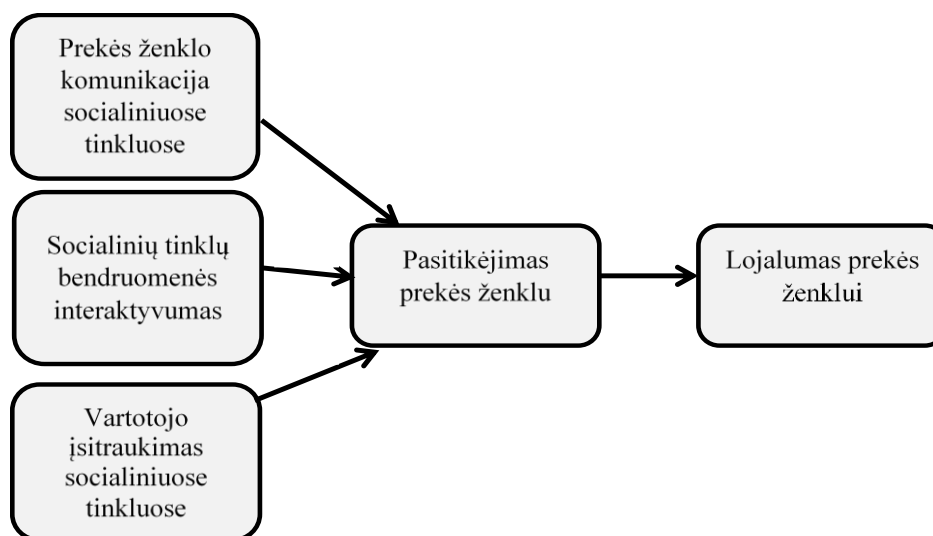 Prekės ženklo
komunikacija
socialiniuose
tinkluose
Socialinių tinklų
bendruomenės
interaktyvumas
Vartotojo
įsitraukimas
socialiniuose
tinkluose
Pasitikėjimas
prekės ženklu
Lojalumas prekės
ženklui